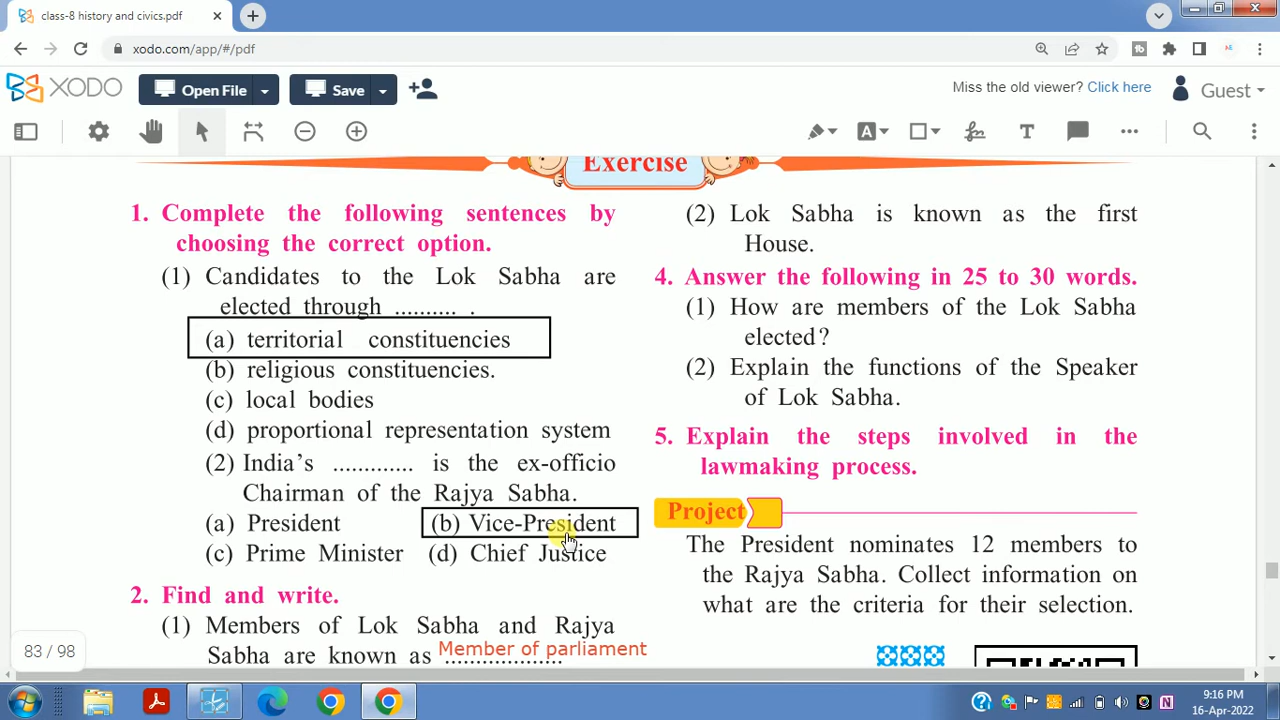 class-8 history and civics.pdf
xodo.com/app/#/pdf
XODO
Open File
Save
Miss the old viewer? Click here
Guest
Exercise
1. Complete the following sentences by
choosing the correct option.
(1) Candidates to the Lok Sabha are
elected through .......... .
(a) territorial constituencies
(b) religious constituencies.
(c) local bodies
(d) proportional representation system
(2) India's ............. is the ex-officio
Chairman of the Rajya Sabha.
(a) President (b) Vice-President
(c) Prime Minister (d) Chief Justice
2. Find and write.
(1) Members of Lok Sabha and Rajya
Sabha are known as ..................
Member of parliament
(2) Lok Sabha is known as the first
House.
4. Answer the following in 25 to 30 words.
(1) How are members of the Lok Sabha
elected?
(2) Explain the functions of the Speaker
of Lok Sabha.
5. Explain the steps involved in the
lawmaking process.
Project
The President nominates 12 members to
the Rajya Sabha. Collect information on
what are the criteria for their selection.
83 / 98
9:16 PM
16-Apr-2022